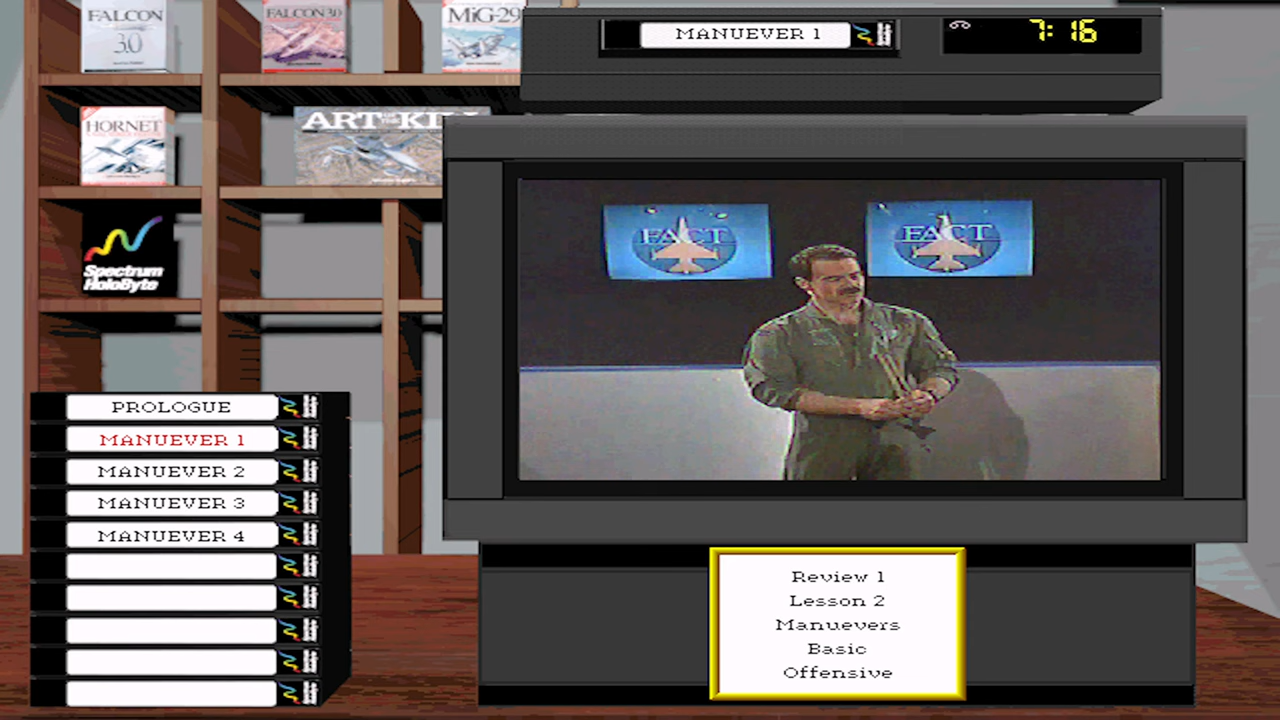 FALCON
3.0
FALCON 3.0
MiG-29
MANUEVER 1
7:16
HORNET
ART OF THE KILL
FACT
FACT
Spectrum
HoloByte
PROLOGUE
MANUEVER 1
MANUEVER 2
MANUEVER 3
MANUEVER 4
Review 1
Lesson 2
Manuevers
Basic
Offensive